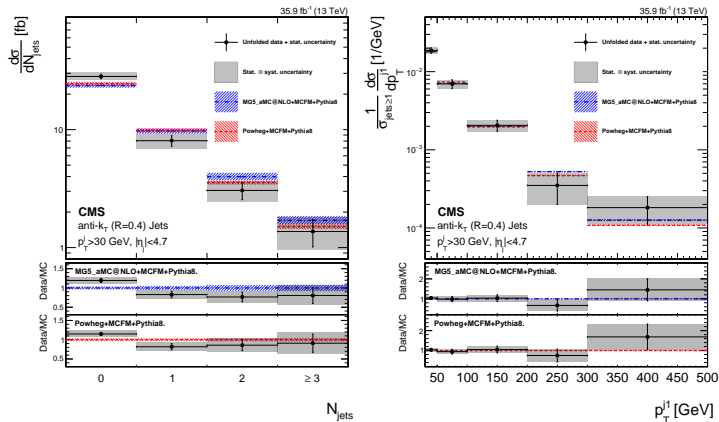 35.9 fb⁻¹ (13 TeV)
dσ/dN_jets [fb]
Unfolded data + stat. uncertainty
Stat. ⊕ syst. uncertainty
MG5_aMC@NLO+MCFM+Pythia8
Powheg+MCFM+Pythia8
10
1
CMS
anti-k_T (R=0.4) Jets
p_T^j>30 GeV, |η_j|<4.7
MG5_aMC@NLO+MCFM+Pythia8.
Data/MC
1.5
1
0.5
Powheg+MCFM+Pythia8.
Data/MC
1.5
1
0.5
0 1 2 ≥ 3
N_jets
35.9 fb⁻¹ (13 TeV)
1/σ_jets≥1 dσ/dp_T^j1 [1/GeV]
Unfolded data + stat. uncertainty
Stat. ⊕ syst. uncertainty
MG5_aMC@NLO+MCFM+Pythia8
Powheg+MCFM+Pythia8
10⁻²
10⁻³
10⁻⁴
CMS
anti-k_T (R=0.4) Jets
p_T^j>30 GeV, |η_j|<4.7
MG5_aMC@NLO+MCFM+Pythia8.
Data/MC
2
1
Powheg+MCFM+Pythia8.
Data/MC
2
1
50 100 150 200 250 300 350 400 450 500
p_T^j1 [GeV]